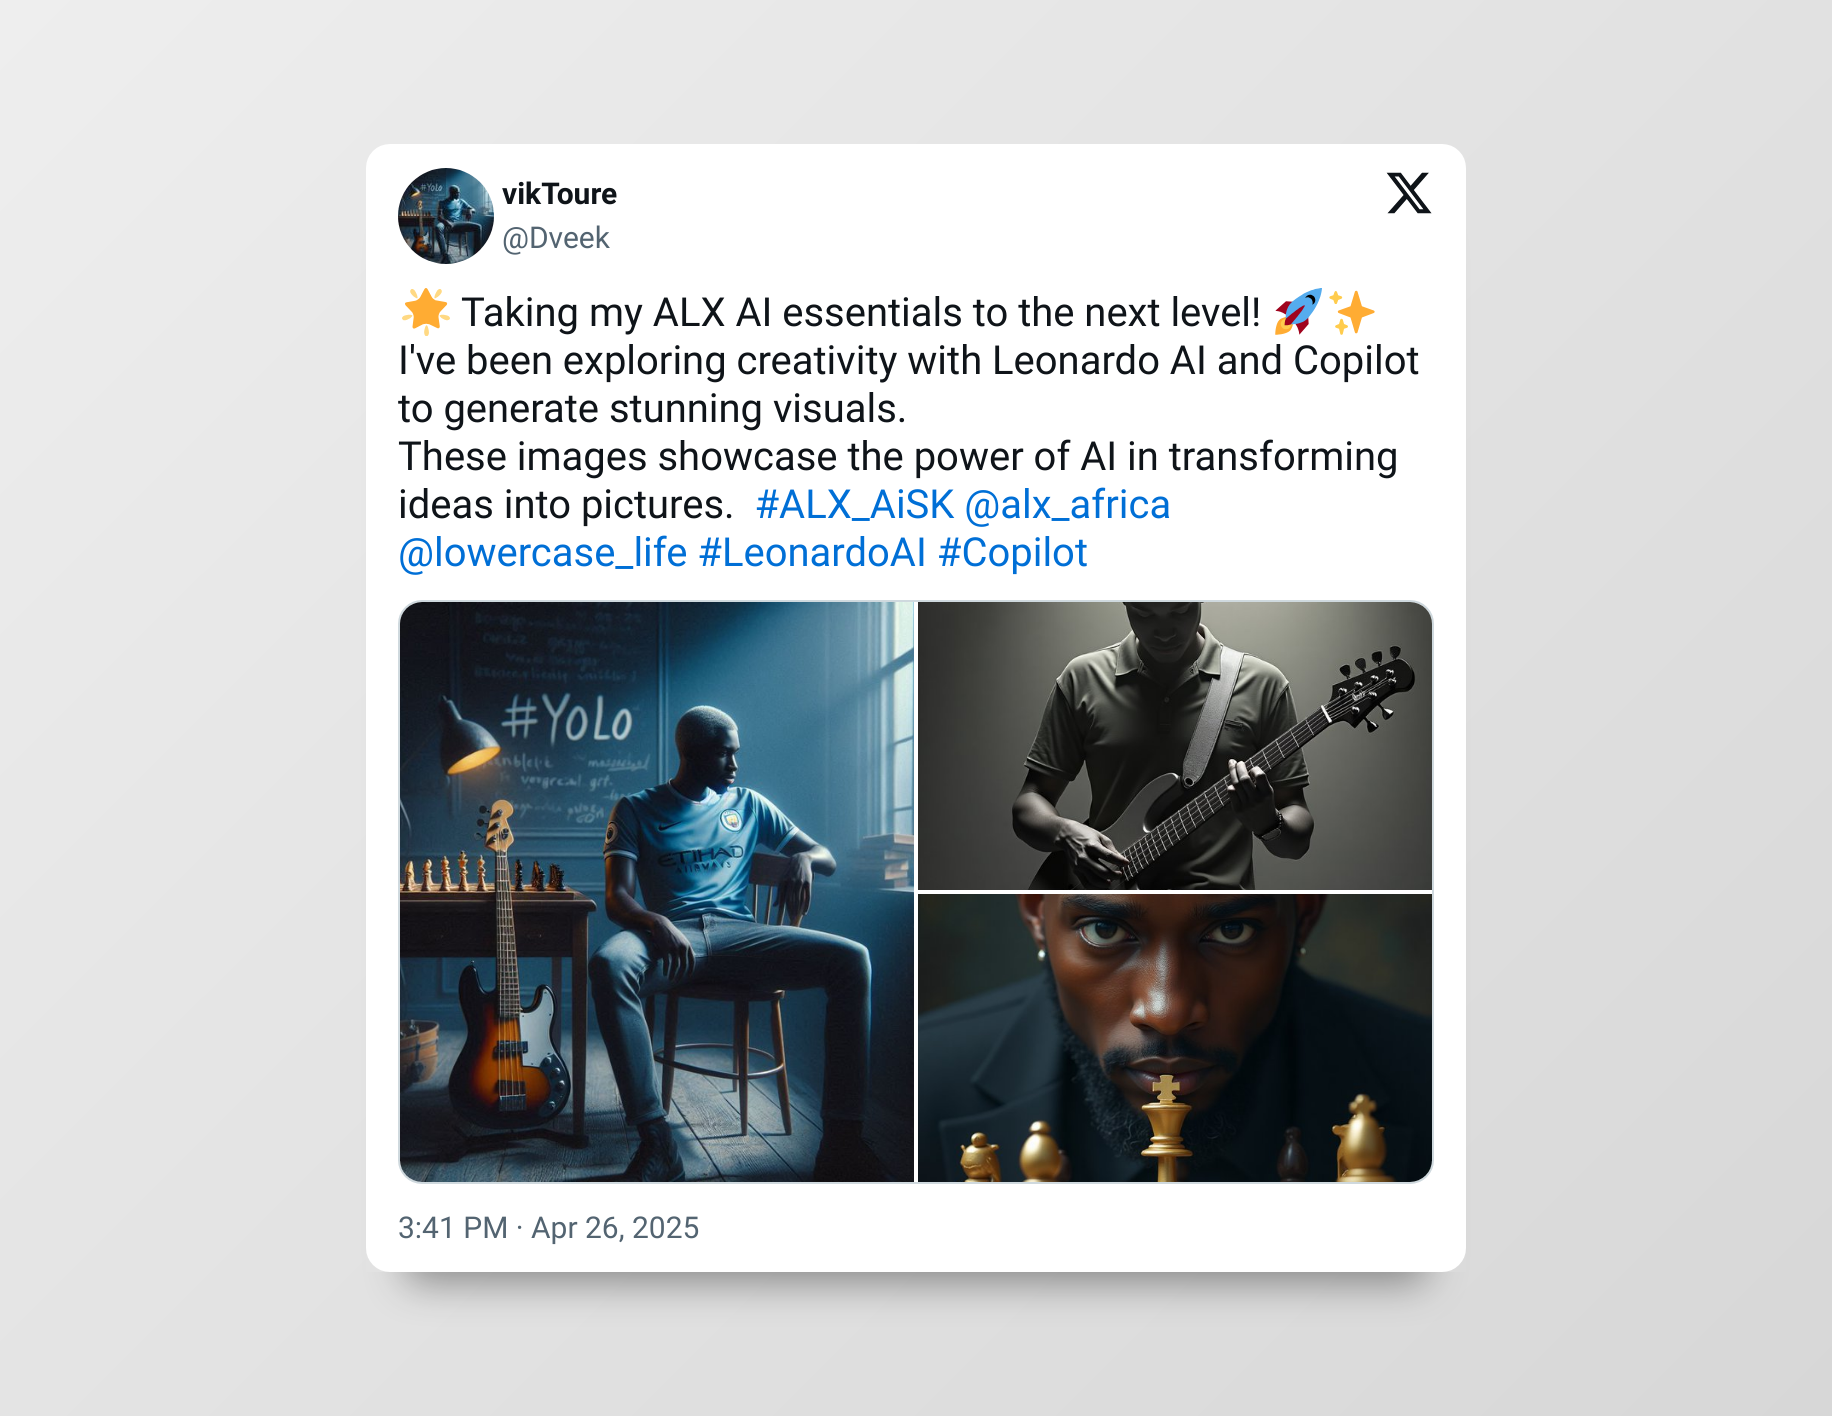 vikToure
@Dveek
🌟 Taking my ALX AI essentials to the next level! 🚀✨
I've been exploring creativity with Leonardo AI and Copilot
to generate stunning visuals.
These images showcase the power of AI in transforming
ideas into pictures.  #ALX_AiSK @alx_africa
@lowercase_life #LeonardoAI #Copilot
#YoLo
ETIHAD
AIRWAYS
3:41 PM · Apr 26, 2025